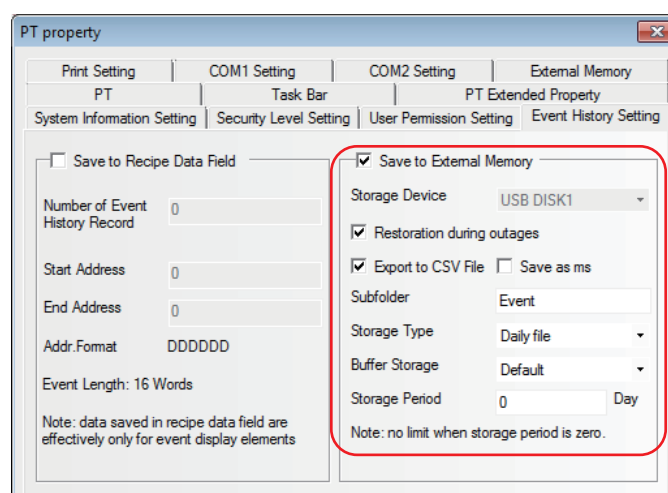 PT property
Print Setting COM1 Setting COM2 Setting External Memory
PT Task Bar PT Extended Property
System Information Setting Security Level Setting User Permission Setting Event History Setting
Save to Recipe Data Field
Number of Event
History Record
0
Start Address 0
End Address 0
Addr.Format DDDDDD
Event Length: 16 Words
Note: data saved in recipe data field are
effectively only for event display elements
Save to External Memory
Storage Device USB DISK1
Restoration during outages
Export to CSV File Save as ms
Subfolder Event
Storage Type Daily file
Buffer Storage Default
Storage Period 0 Day
Note: no limit when storage period is zero.